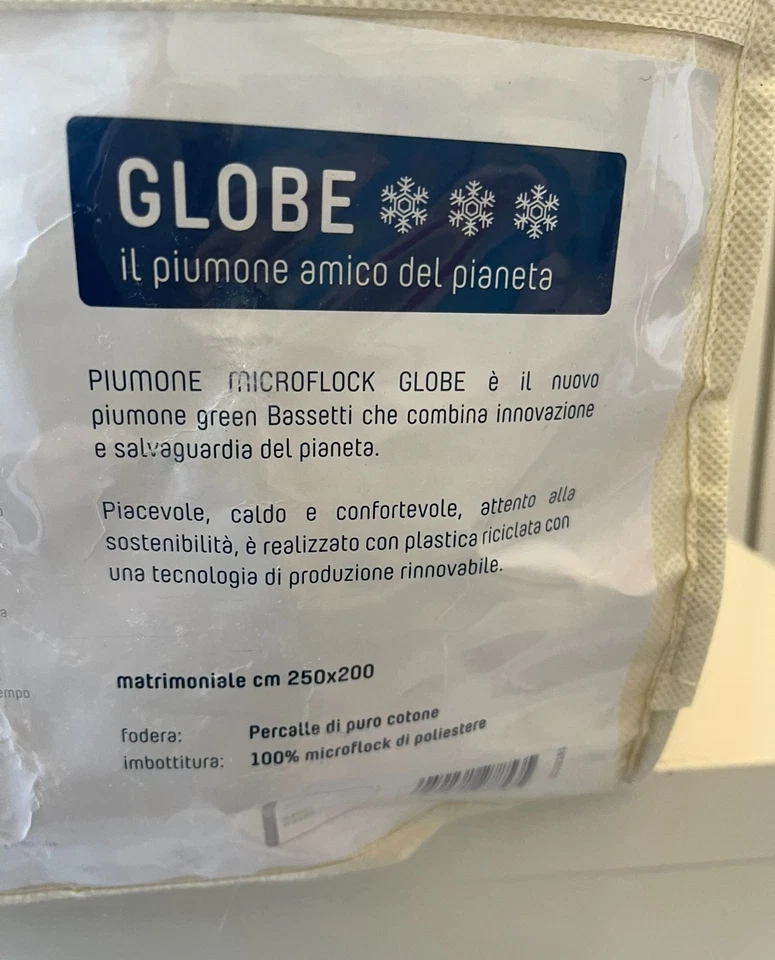 GLOBE
il piumone amico del pianeta
PIUMONE MICROFLOCK GLOBE è il nuovo
piumone green Bassetti che combina innovazione
e salvaguardia del pianeta.
Piacevole, caldo e confortevole, attento alla
sostenibilità, è realizzato con plastica riciclata con
una tecnologia di produzione rinnovabile.
matrimoniale cm 250x200
fodera: Percalle di puro cotone
imbottitura: 100% microflock di poliestere